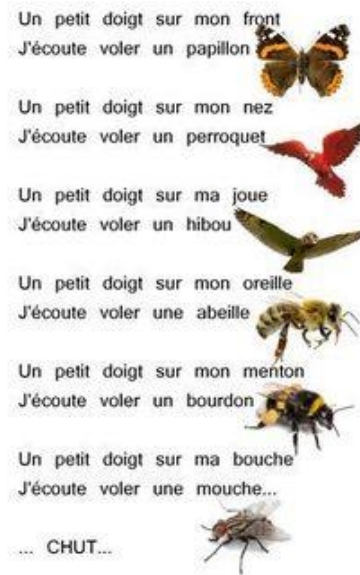 Un petit doigt sur mon front
J'écoute voler un papillon
Un petit doigt sur mon nez
J'écoute voler un perroquet
Un petit doigt sur ma joue
J'écoute voler un hibou
Un petit doigt sur mon oreille
J'écoute voler une abeille
Un petit doigt sur mon menton
J'écoute voler un bourdon
Un petit doigt sur ma bouche
J'écoute voler une mouche...
... CHUT...